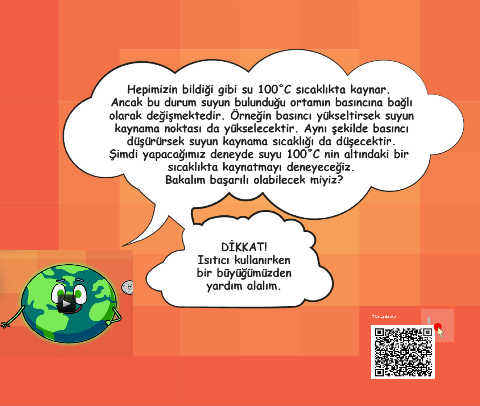 Hepimizin bildiği gibi su 100˚C sıcaklıkta kaynar.
Ancak bu durum suyun bulunduğu ortamın basıncına bağlı
olarak değişmektedir. Örneğin basıncı yükseltirsek suyun
kaynama noktası da yükselecektir. Aynı şekilde basıncı
düşürürsek suyun kaynama sıcaklığı da düşecektir.
Şimdi yapacağımız deneyde suyu 100˚C nin altındaki bir
sıcaklıkta kaynatmayı deneyeceğiz.
Bakalım başarılı olabilecek miyiz?
DİKKAT!
Isıtıcı kullanırken
bir büyüğümüzden
yardım alalım.